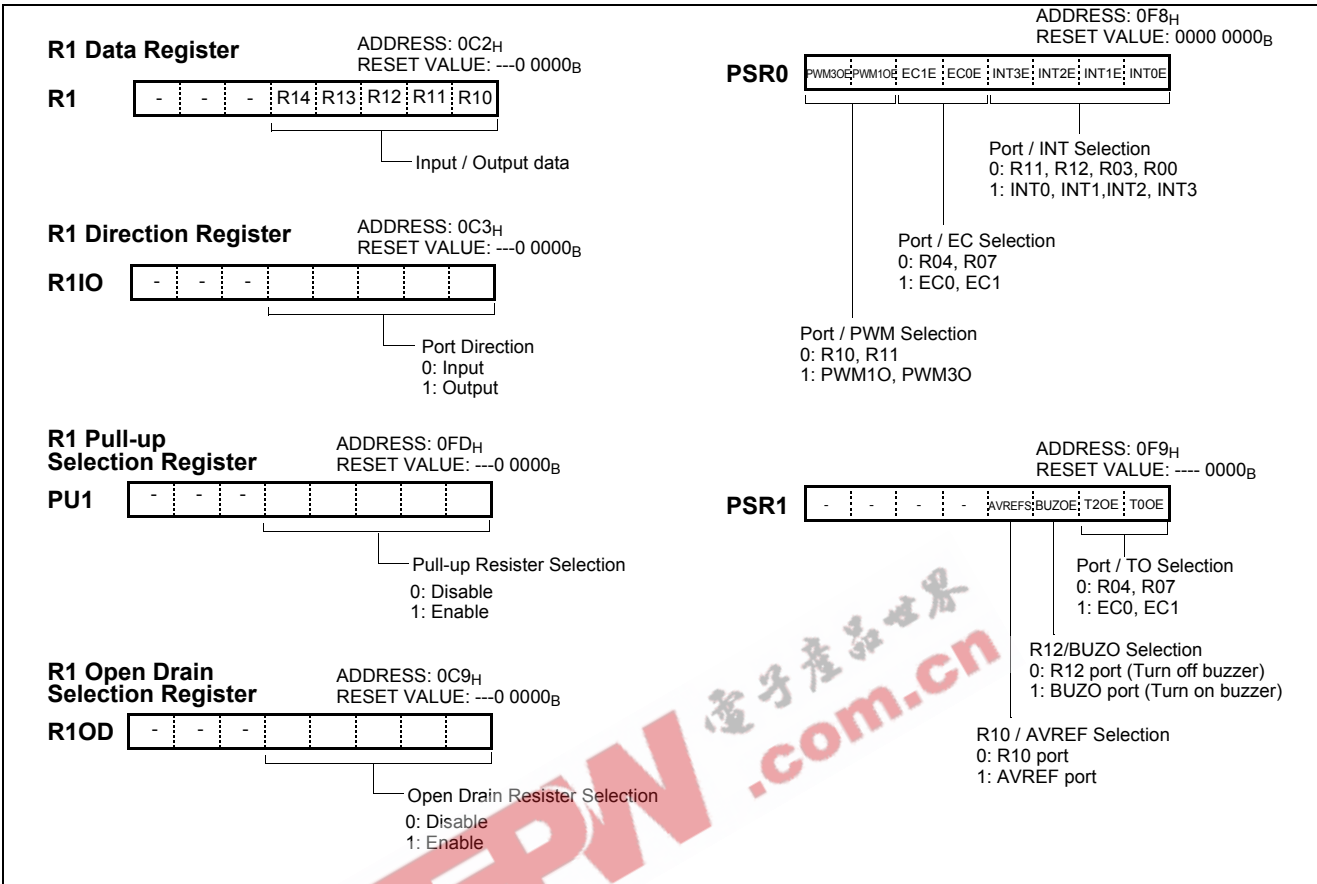 R1 Data Register
ADDRESS: 0C2H
RESET VALUE: ---0 0000B
R1
- - - R14 R13 R12 R11 R10
Input / Output data
R1 Direction Register
ADDRESS: 0C3H
RESET VALUE: ---0 0000B
R1IO
- - -
Port Direction
0: Input
1: Output
R1 Pull-up
Selection Register
ADDRESS: 0FDH
RESET VALUE: ---0 0000B
PU1
- - -
Pull-up Resister Selection
0: Disable
1: Enable
R1 Open Drain
Selection Register
ADDRESS: 0C9H
RESET VALUE: ---0 0000B
R1OD
- - -
Open Drain Resister Selection
0: Disable
1: Enable
ADDRESS: 0F8H
RESET VALUE: 0000 0000B
PSR0
PWM3OE PWM1OE EC1E EC0E INT3E INT2E INT1E INT0E
Port / INT Selection
0: R11, R12, R03, R00
1: INT0, INT1,INT2, INT3
Port / EC Selection
0: R04, R07
1: EC0, EC1
Port / PWM Selection
0: R10, R11
1: PWM1O, PWM3O
ADDRESS: 0F9H
RESET VALUE: ---- 0000B
PSR1
- - - - AVREFS BUZOE T2OE T0OE
Port / TO Selection
0: R04, R07
1: EC0, EC1
R12/BUZO Selection
0: R12 port (Turn off buzzer)
1: BUZO port (Turn on buzzer)
R10 / AVREF Selection
0: R10 port
1: AVREF port
電子產品世界
.com.cn